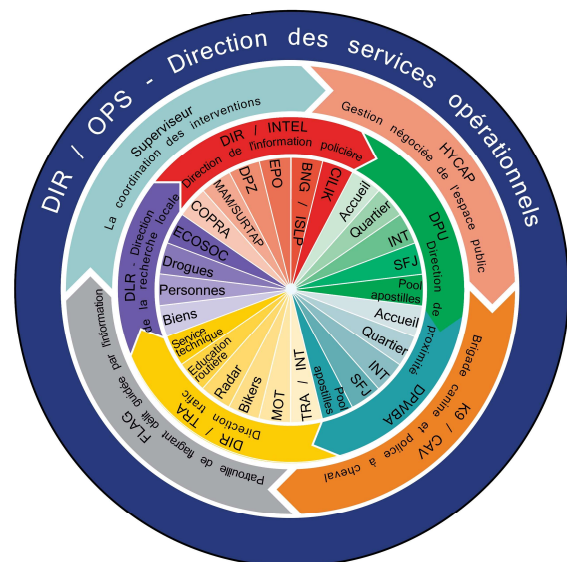 DIR / OPS - Direction des services opérationnels
Superviseur
La coordination des interventions
HYCAP
Gestion négociée de l'espace public
K9 / CAV
Brigade canine et police à cheval
FLAG
Patrouille de flagrant délit guidée par l'information
DIR / INTEL
Direction de l'information policière
DPU
Direction de proximité
DPWBA
DIR / TRA
Direction trafic
DLR - Direction
de la recherche locale
COPRA
MAM/SURTAP
DPZ
EPO
BNG / ISLP
CILIK
Accueil
Quartier
INT
SFJ
Pool
apostilles
Accueil
Quartier
INT
SFJ
Pool
apostilles
TRA / INT
MOT
Bikers
Radar
Education
routière
Service
technique
Biens
Personnes
Drogues
ECOSOC